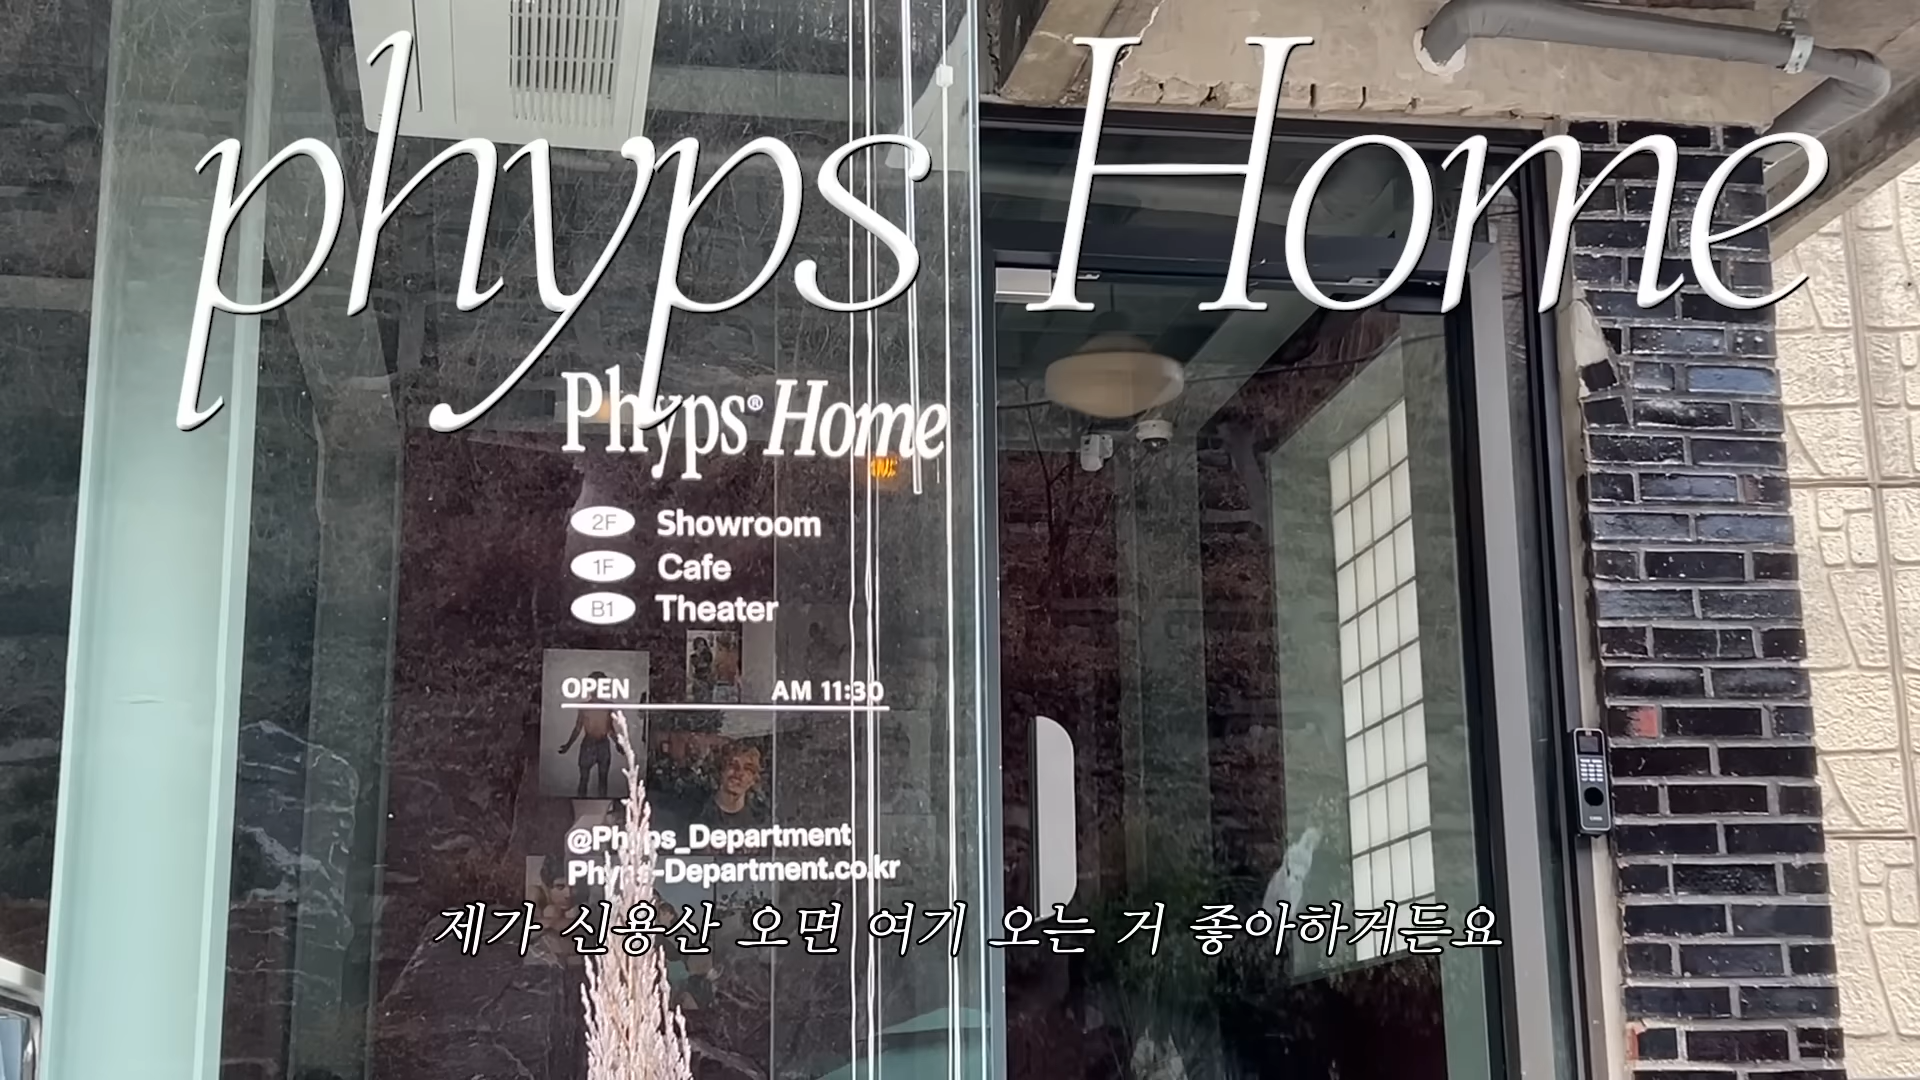 phyps Home
Phyps® Home
2F Showroom
1F Cafe
B1 Theater
OPEN AM 11:30
@Phyps_Department
Phyps-Department.co.kr
제가 신용산 오면 여기 오는 거 좋아하거든요